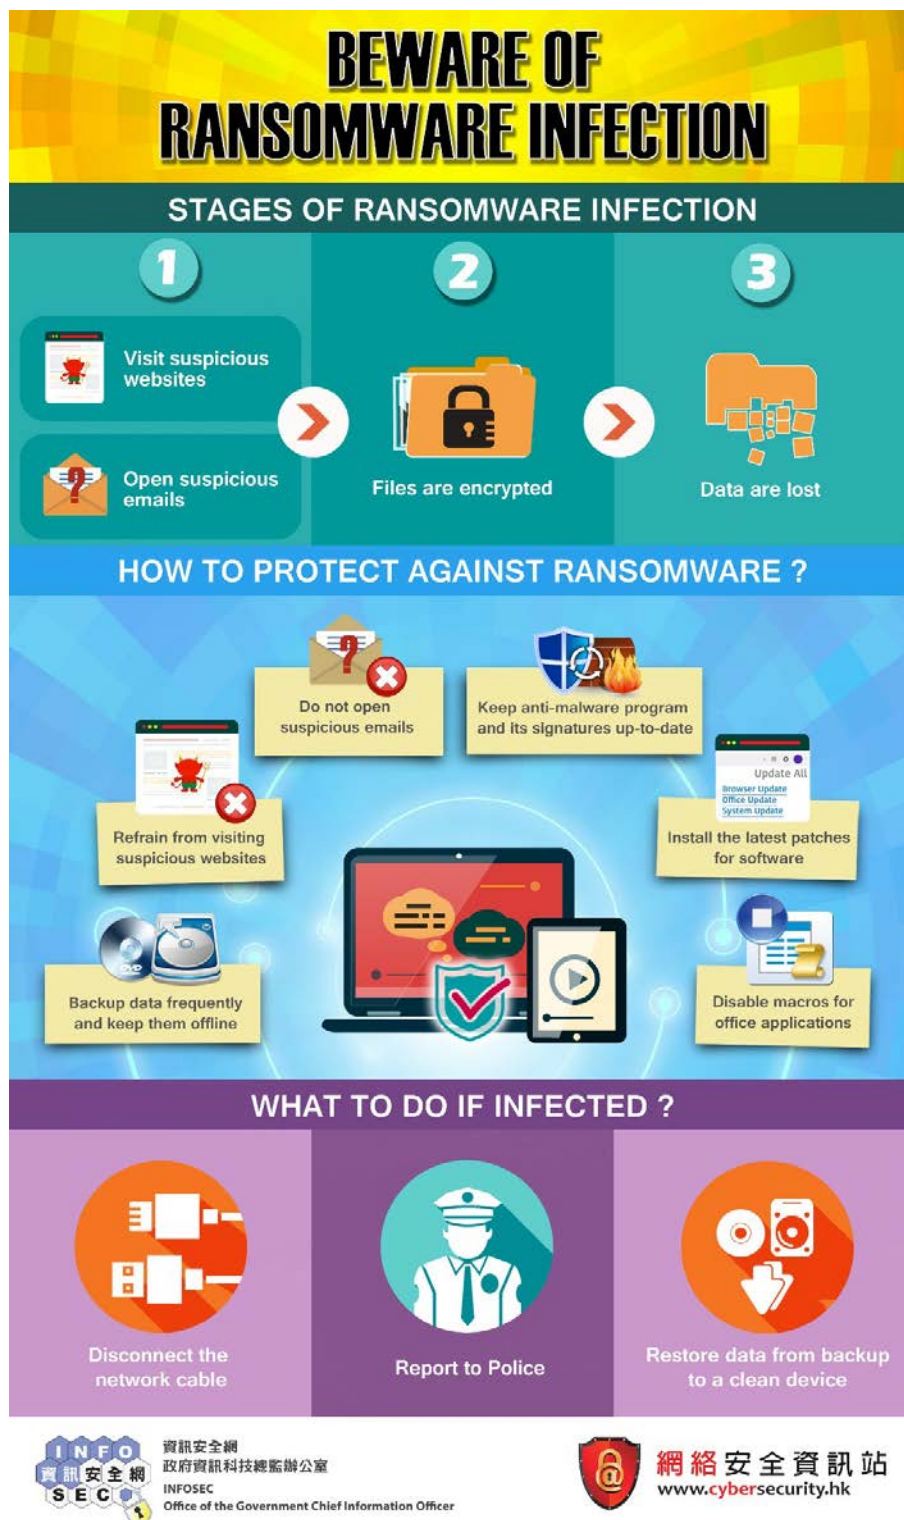 BEWARE OF
RANSOMWARE INFECTION
STAGES OF RANSOMWARE INFECTION
1
2
3
Visit suspicious
websites
Open suspicious
emails
Files are encrypted
Data are lost
HOW TO PROTECT AGAINST RANSOMWARE ?
Do not open
suspicious emails
Keep anti-malware program
and its signatures up-to-date
Refrain from visiting
suspicious websites
Update All
Browser Update
Office Update
System Update
Install the latest patches
for software
DVD
Backup data frequently
and keep them offline
Disable macros for
office applications
WHAT TO DO IF INFECTED ?
Disconnect the
network cable
Report to Police
Restore data from backup
to a clean device
INFO
資訊安全網
SEC
資訊安全網
政府資訊科技總監辦公室
INFOSEC
Office of the Government Chief Information Officer
網絡安全資訊站
www.cybersecurity.hk